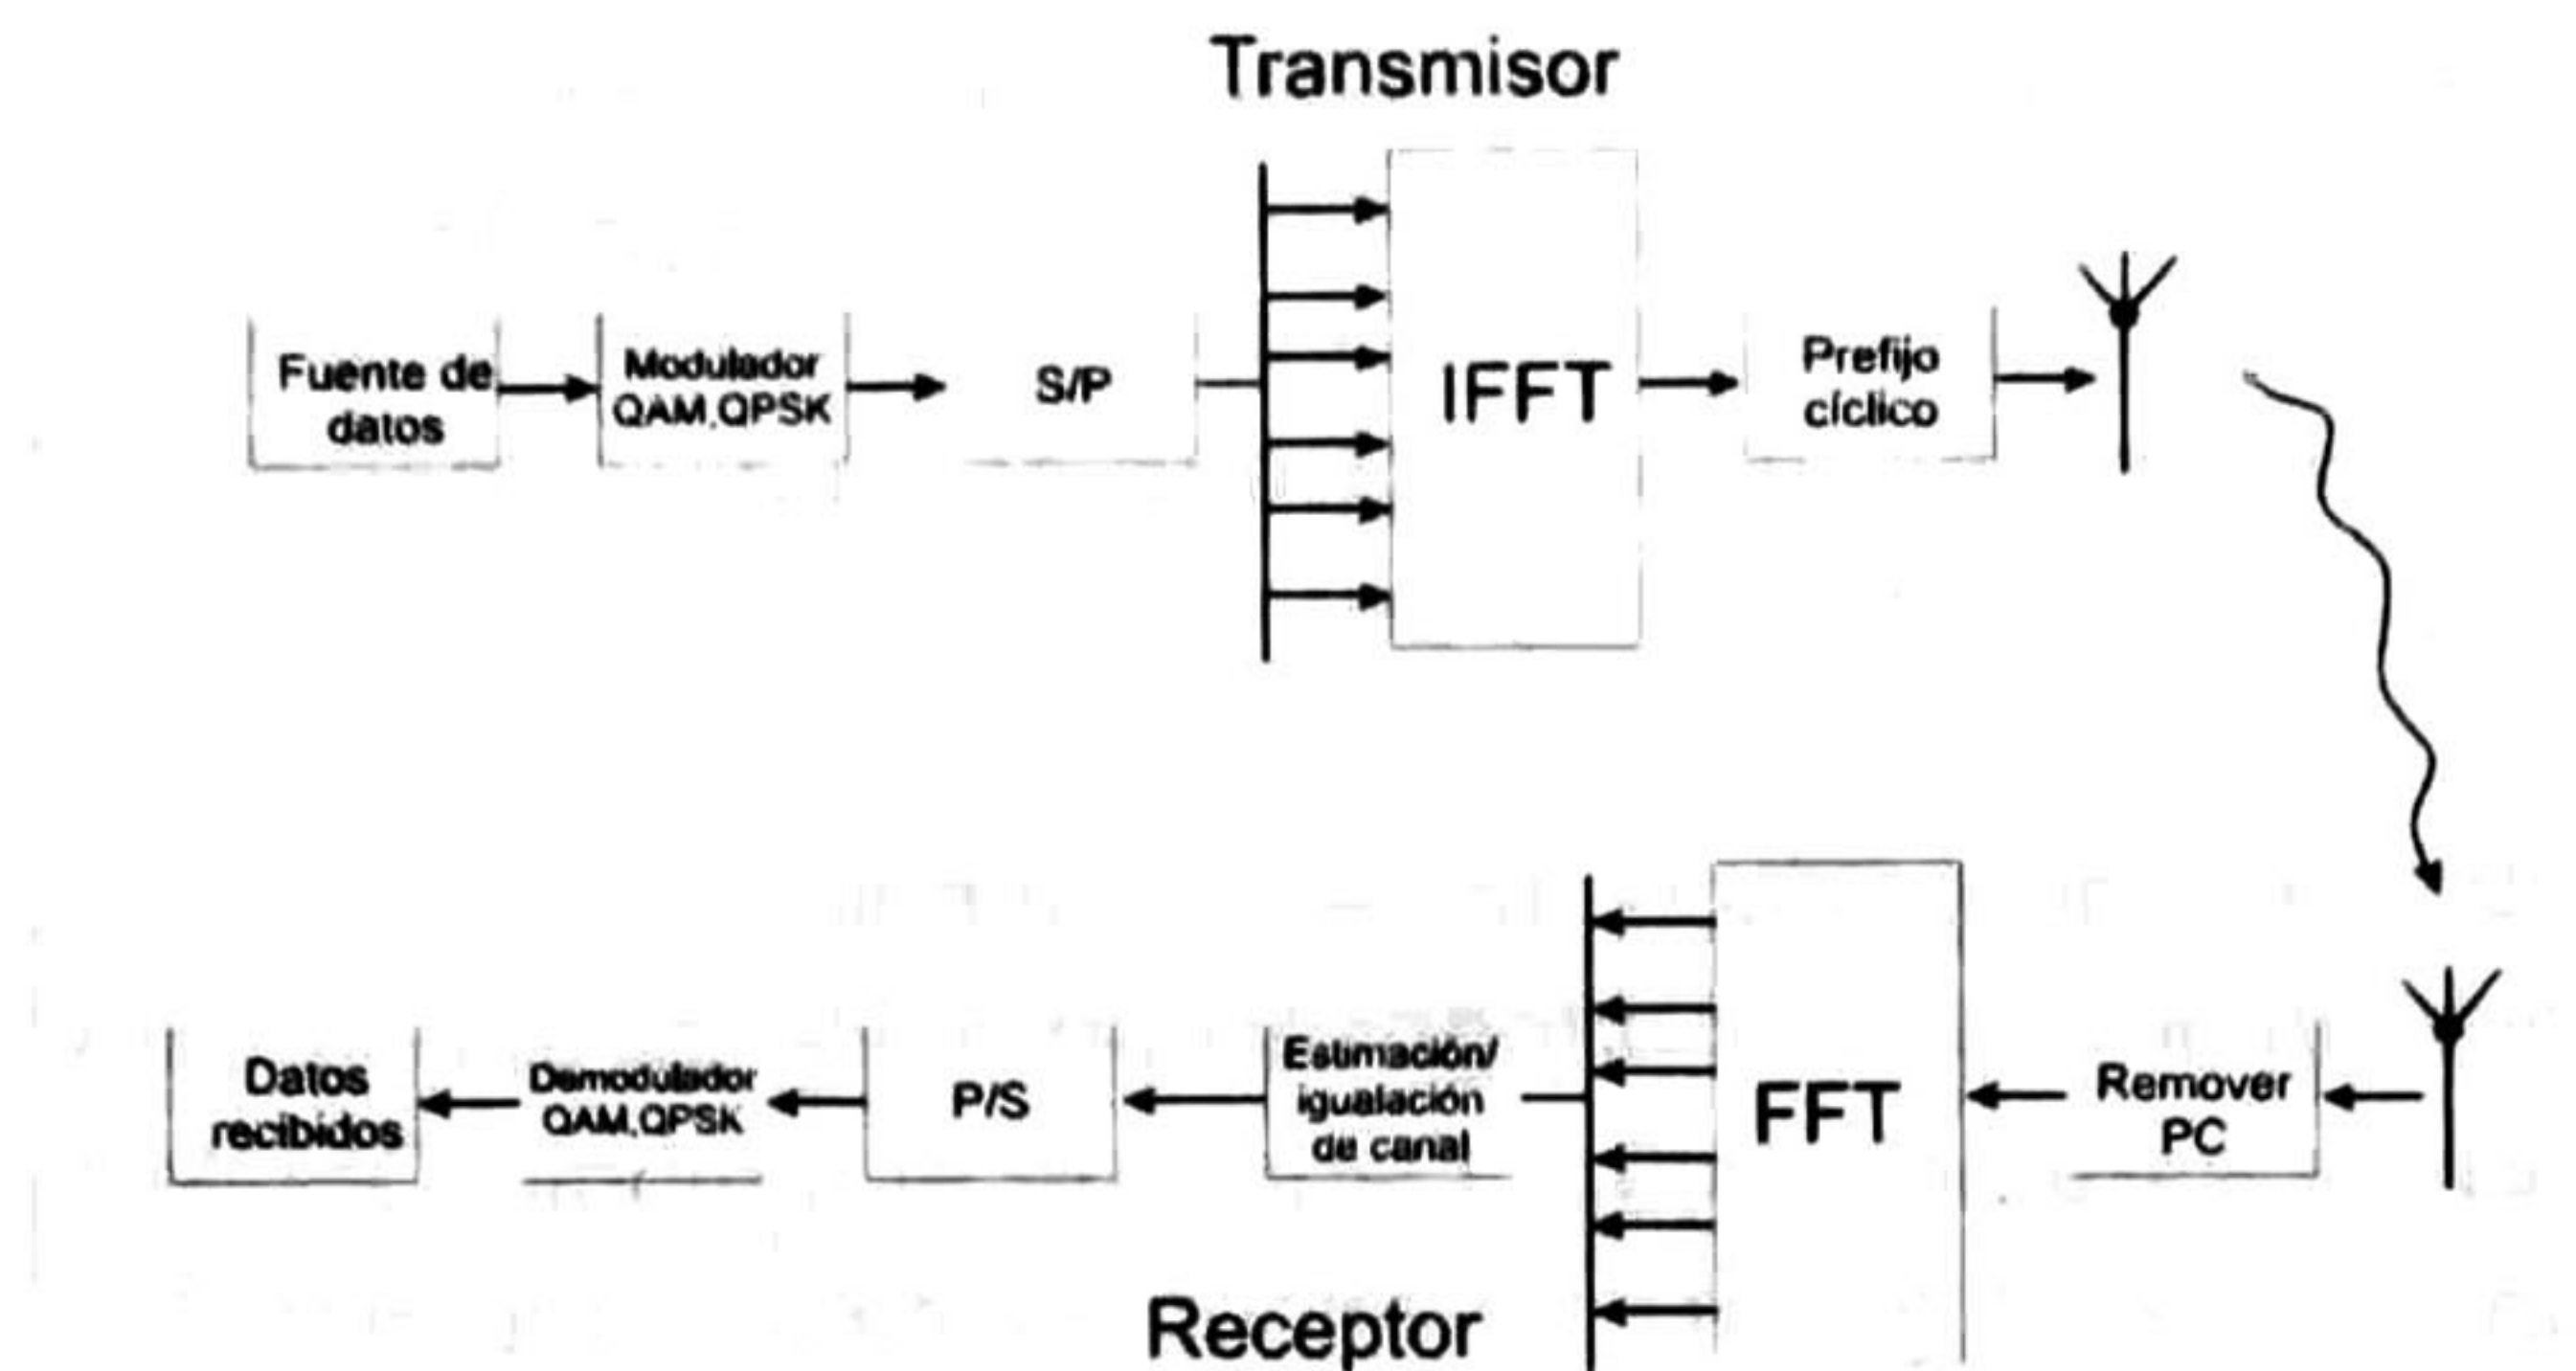 Transmisor
Fuente de
datos
Modulador
QAM,QPSK
S/P
IFFT
Prefijo
cíclico
Estimación/
igualación
de canal
Datos
recibidos
Demodulador
QAM,QPSK
P/S
FFT
Remover
PC
Receptor